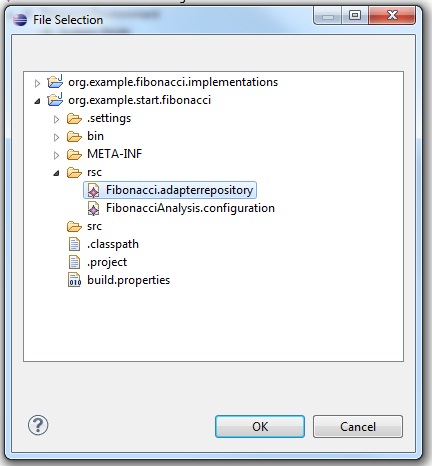 File Selection
org.example.fibonacci.implementations
org.example.start.fibonacci
.settings
bin
META-INF
rsc
Fibonacci.adapterrepository
FibonacciAnalysis.configuration
src
.classpath
.project
010 build.properties
? OK Cancel